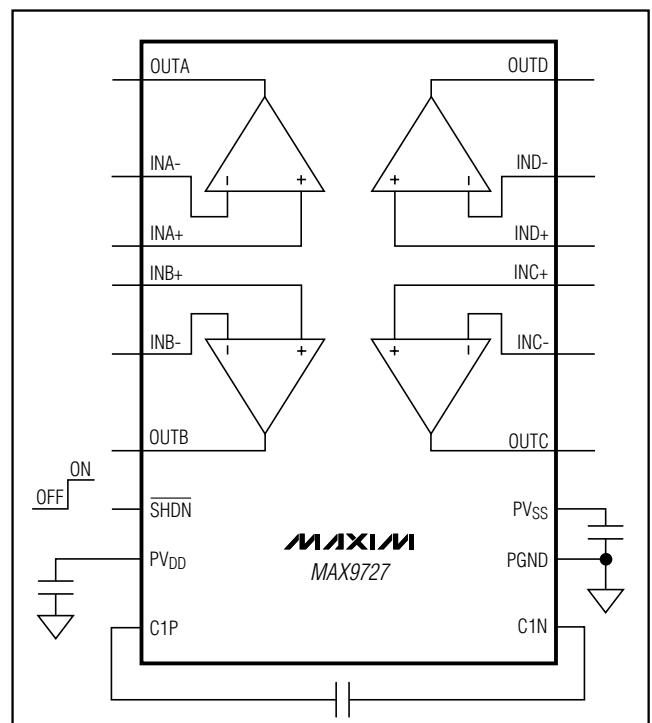 OUTA
OUTD
INA-
IND-
- +
+ -
INA+
IND+
INB+
INC+
INB-
INC-
- +
+ -
OUTB
OUTC
ON
OFF
SHDN
PVSS
MAXIM
PVDD
PGND
MAX9727
C1P
C1N